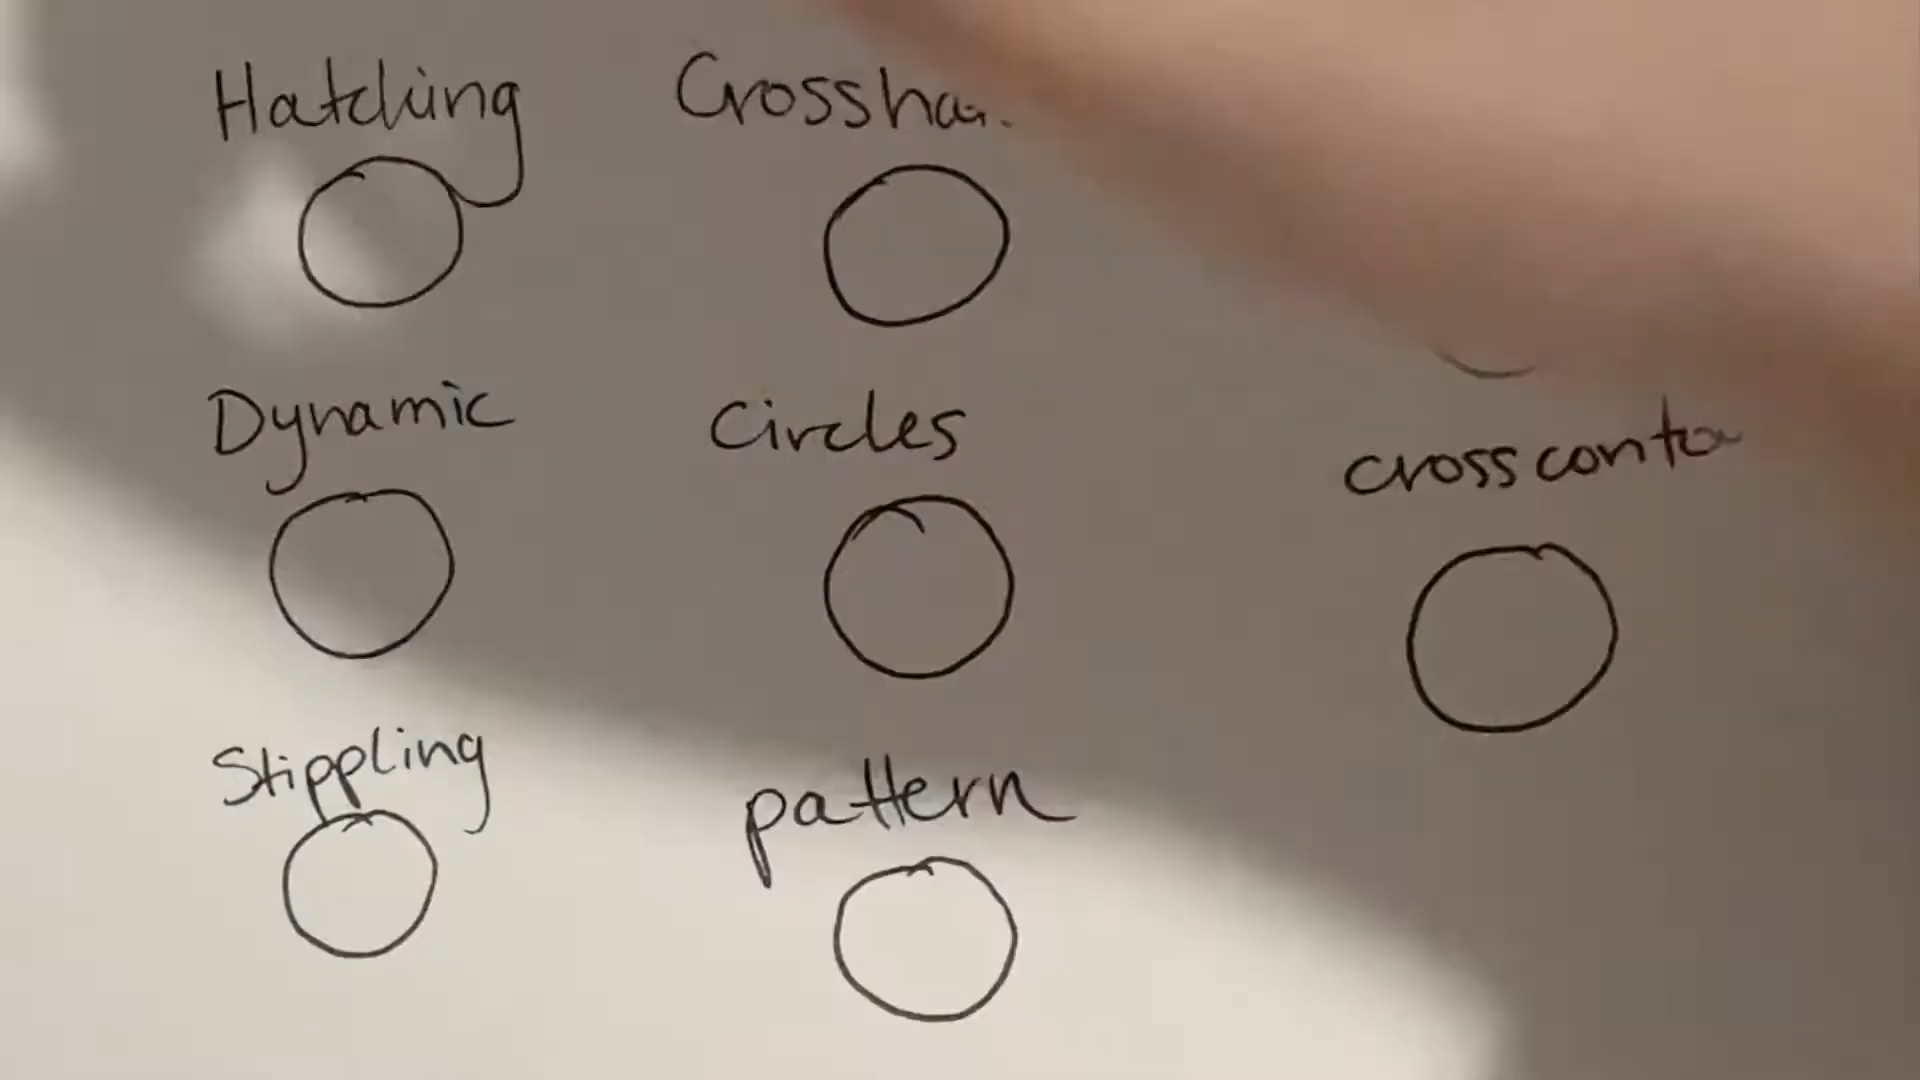 Hatching
Dynamic
Circles
Stippling
pattern